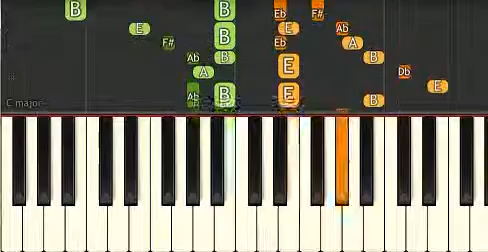 B B Eb F#
E B E Ab
F# Eb A
Ab B B
A E Db
E
Ab B E B
C major